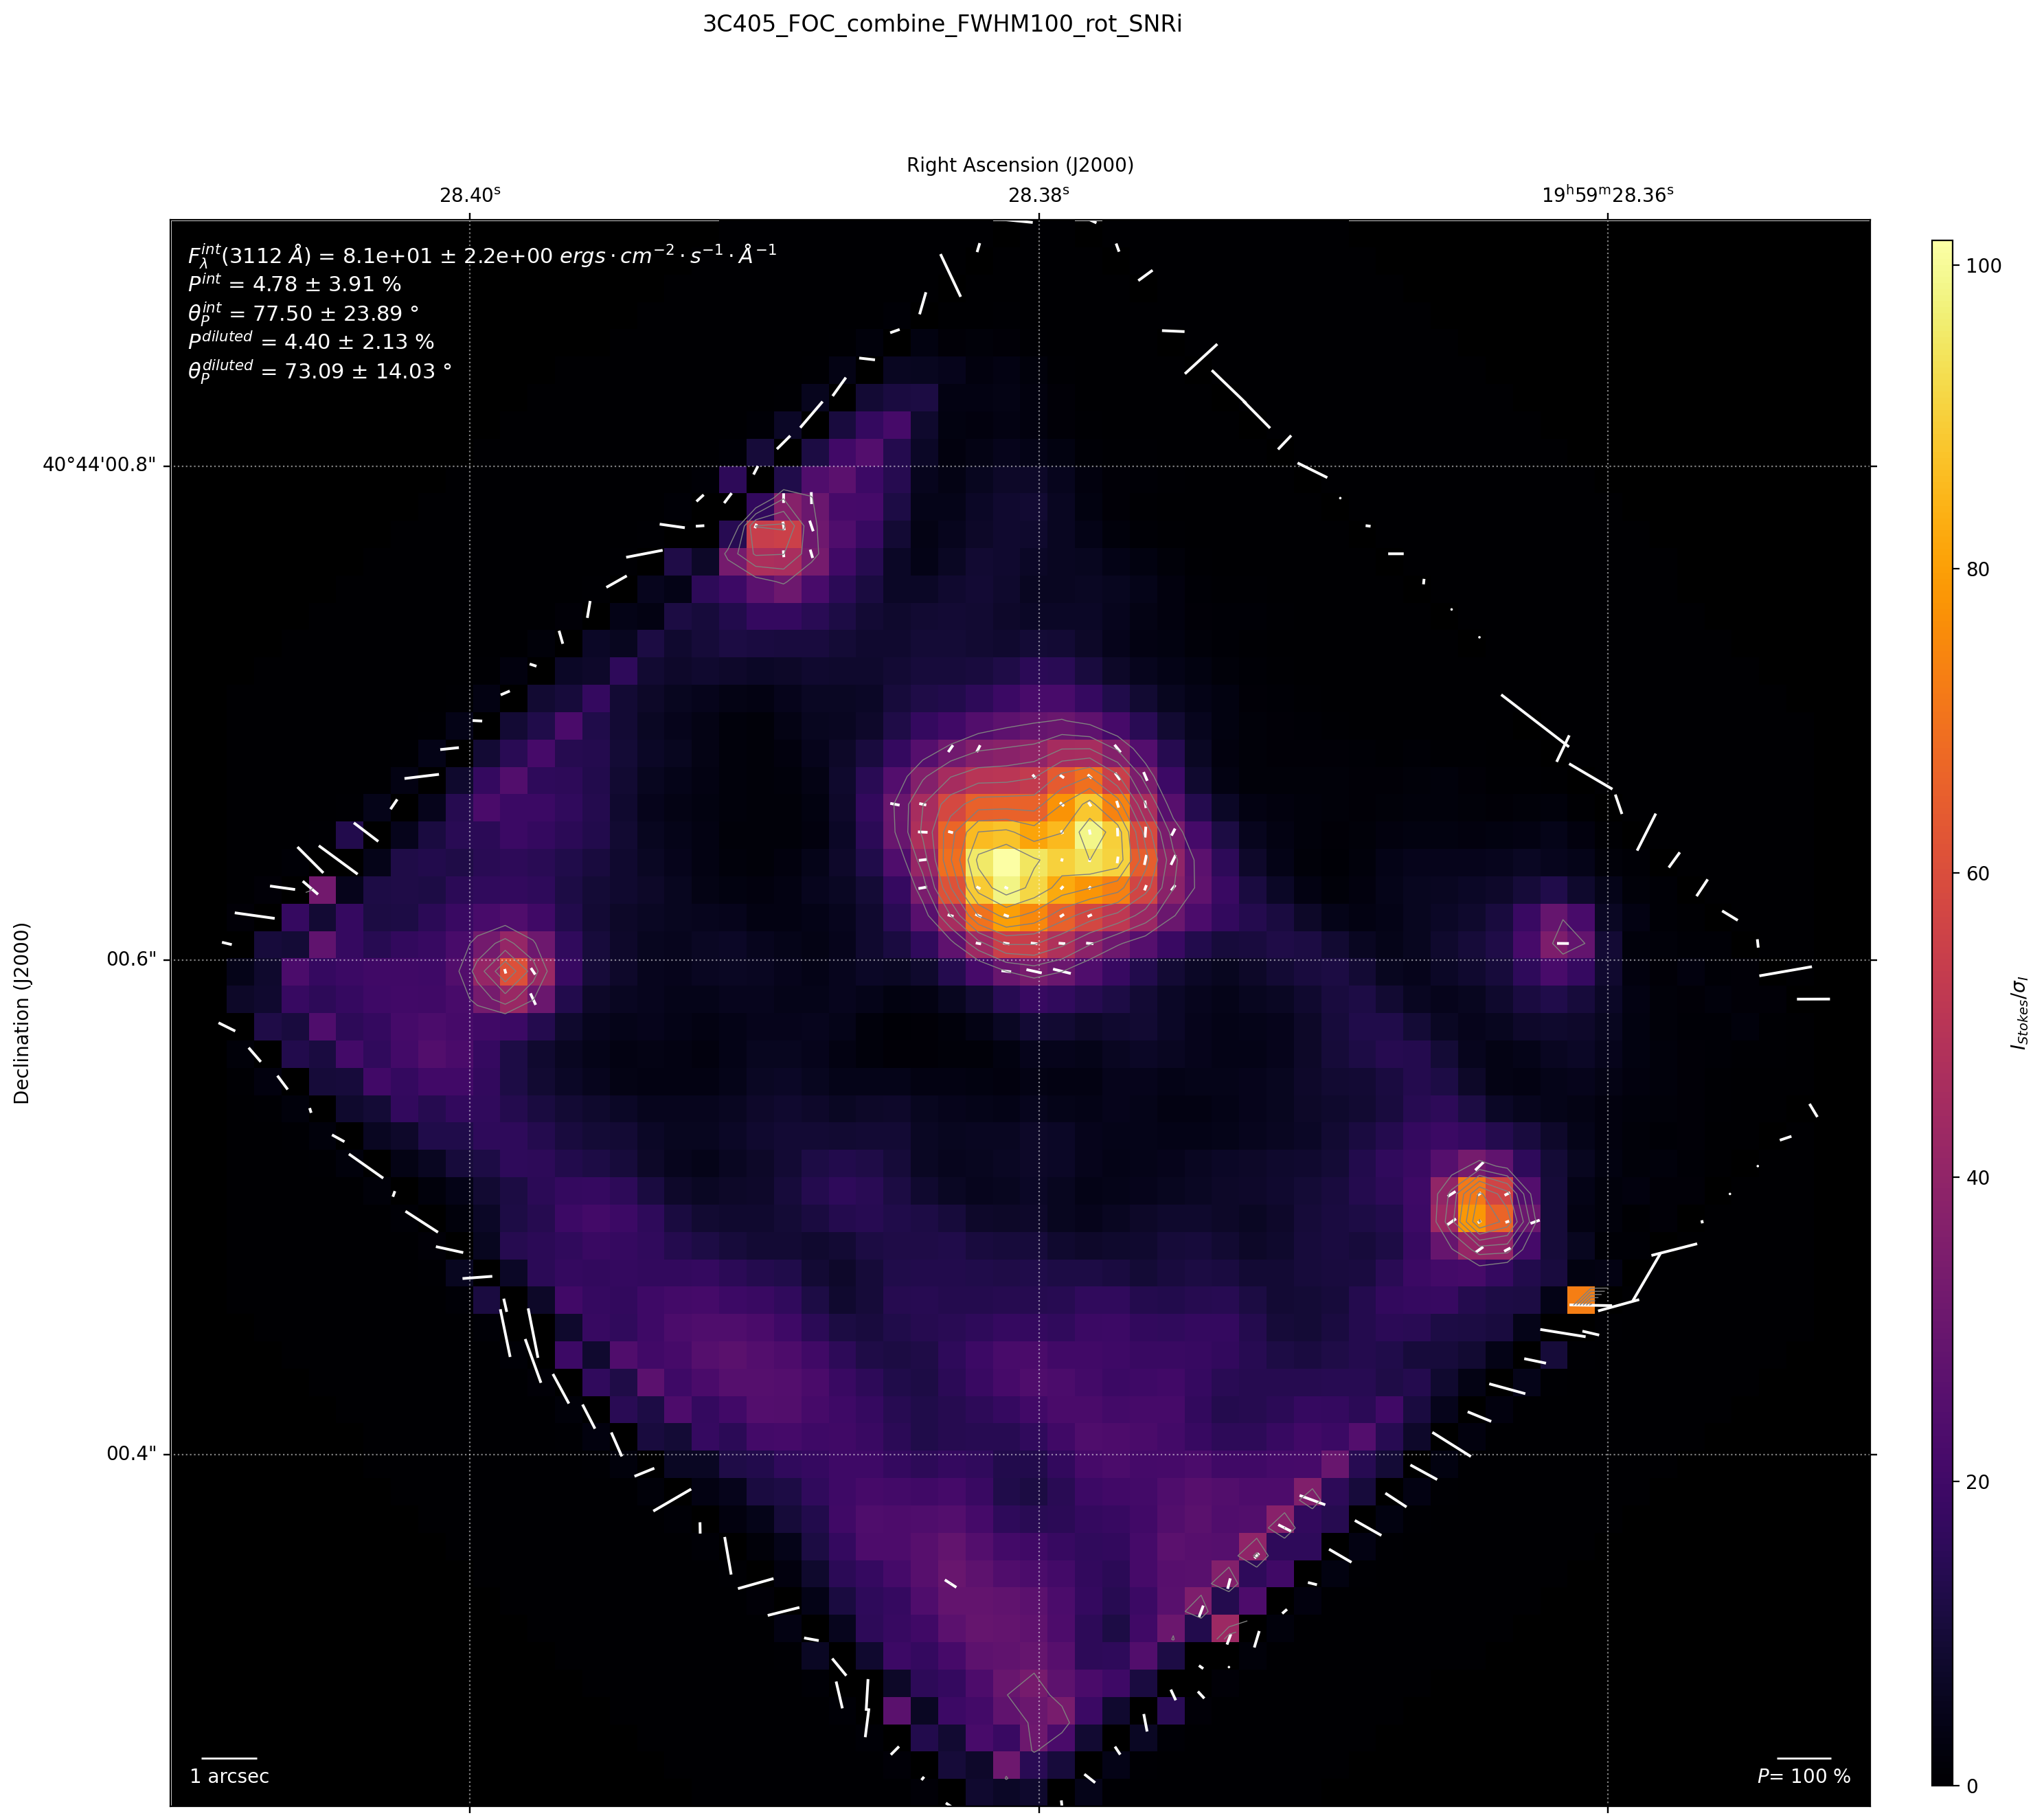 3C405_FOC_combine_FWHM100_rot_SNRi
Right Ascension (J2000)
28.40ˢ 28.38ˢ 19ʰ59ᵐ28.36ˢ
F_λ^int(3112 Å) = 8.1e+01 ± 2.2e+00 ergs·cm⁻²·s⁻¹·Å⁻¹
P^int = 4.78 ± 3.91 %
θ_P^int = 77.50 ± 23.89 °
P^diluted = 4.40 ± 2.13 %
θ_P^diluted = 73.09 ± 14.03 °
40°44'00.8"
00.6"
00.4"
Declination (J2000)
1 arcsec
P= 100 %
100
80
60
40
20
0
I_Stokes/σ_I